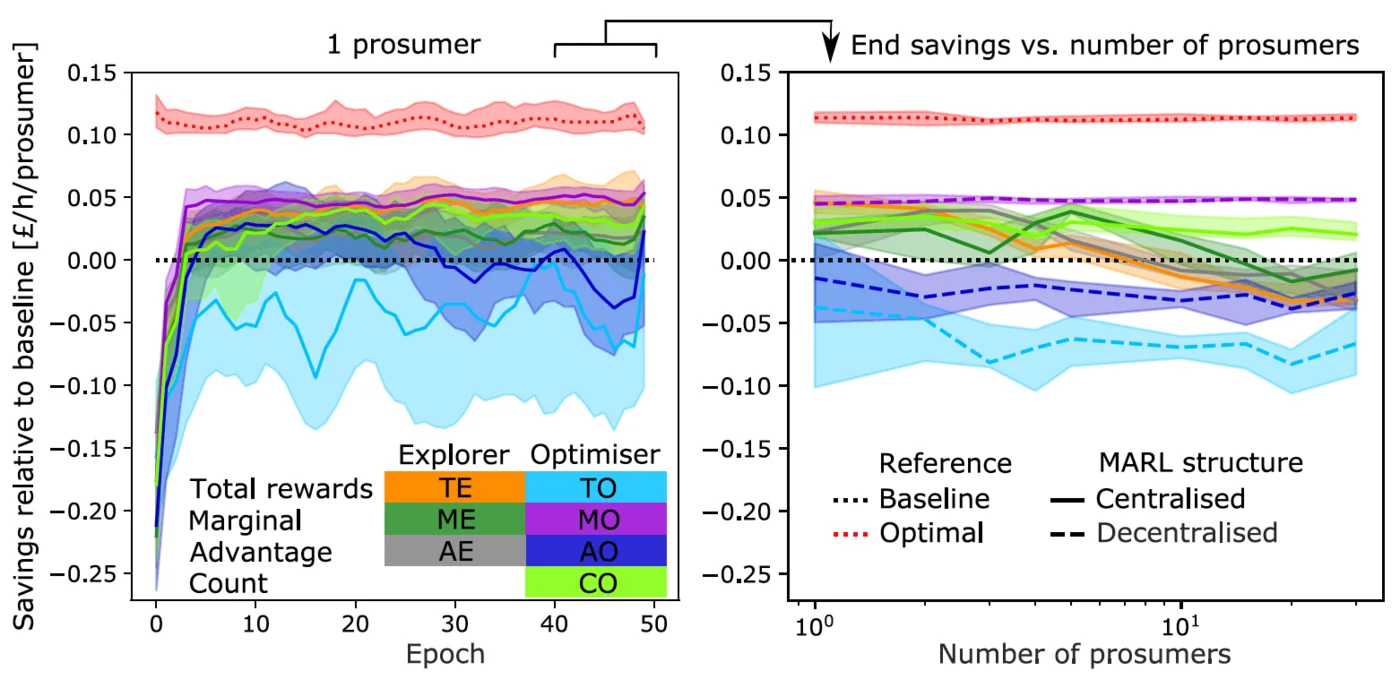 1 prosumer
End savings vs. number of prosumers
Savings relative to baseline [£/h/prosumer]
0.15
0.10
0.05
0.00
−0.05
−0.10
−0.15
−0.20
−0.25
0 10 20 30 40 50
Epoch
Explorer Optimiser
Total rewards TE TO
Marginal ME MO
Advantage AE AO
Count CO
0.15
0.10
0.05
0.00
−0.05
−0.10
−0.15
−0.20
−0.25
Reference MARL structure
Baseline Centralised
Optimal Decentralised
10⁰ 10¹
Number of prosumers